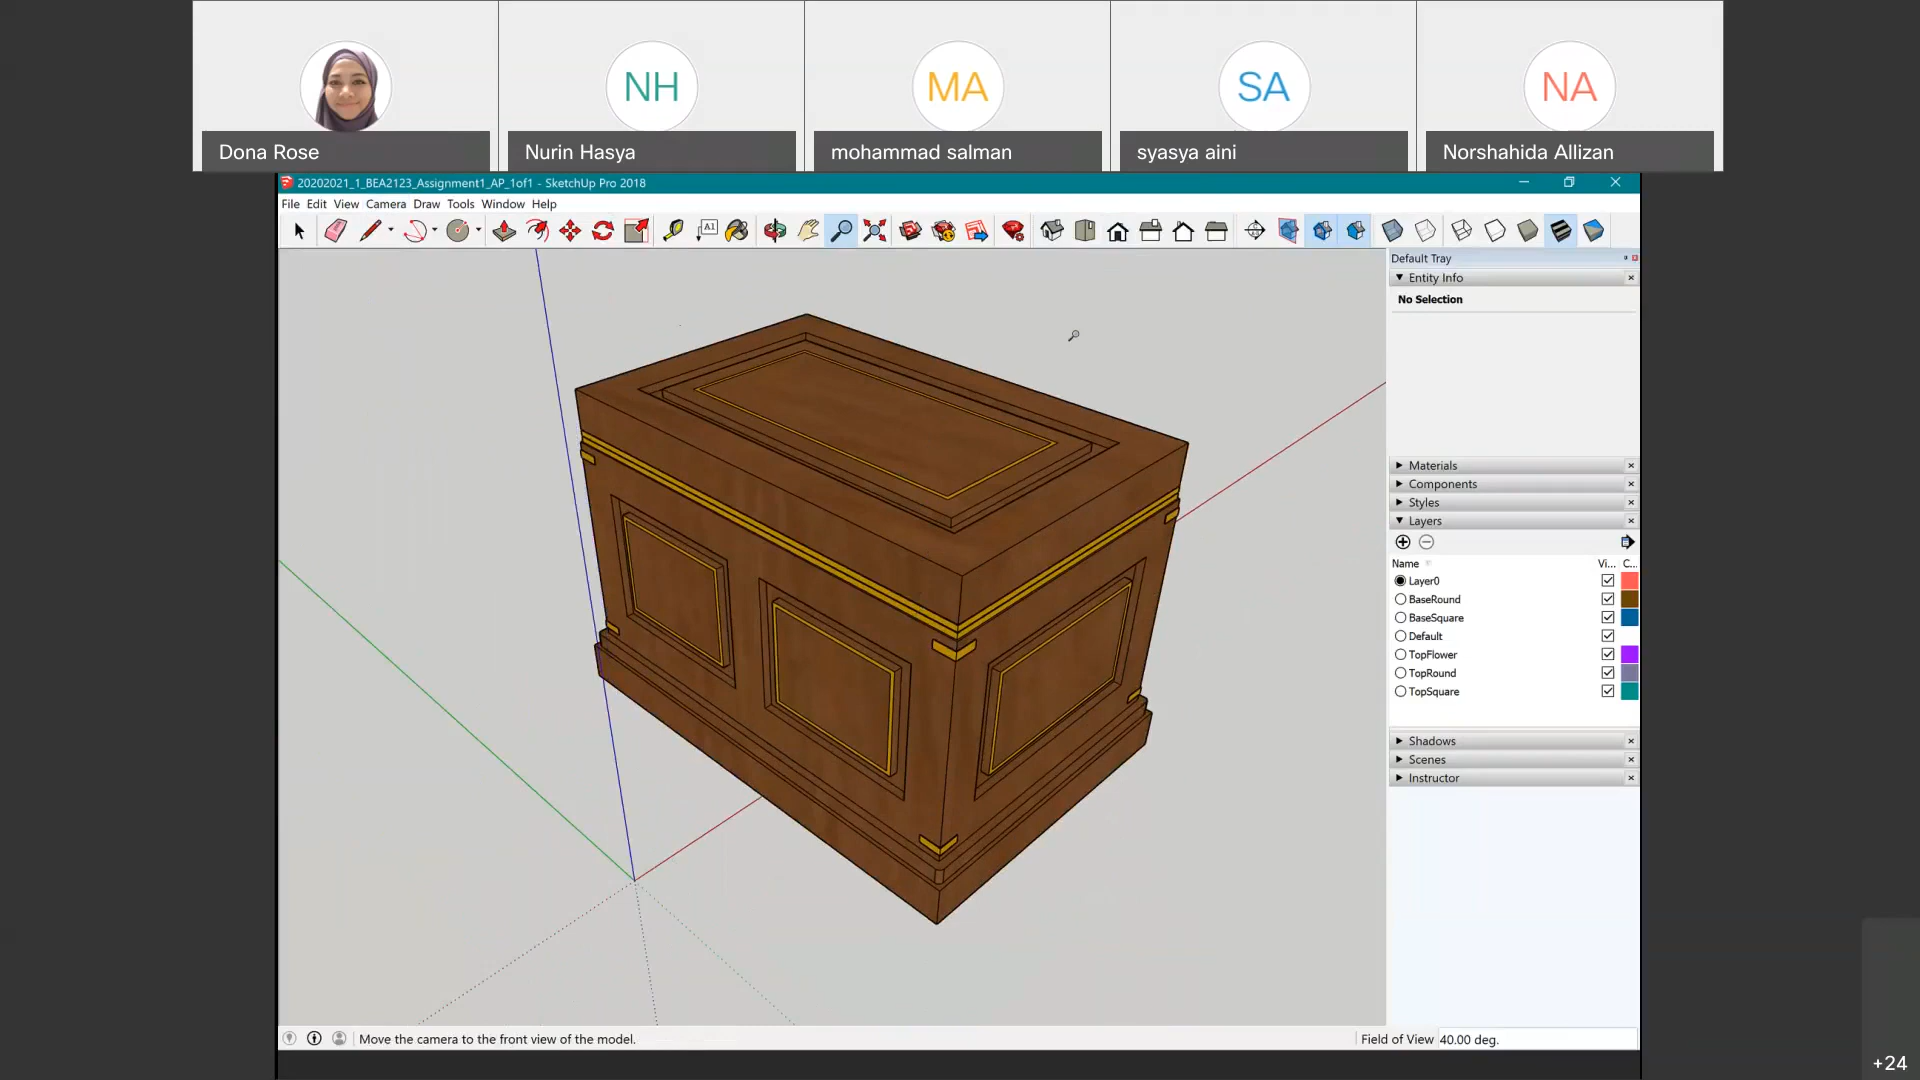 NH
MA
SA
NA
Dona Rose
Nurin Hasya
mohammad salman
syasya aini
Norshahida Allizan
20202021_1_BEA2123_Assignment1_AP_1of1 - SketchUp Pro 2018
File Edit View Camera Draw Tools Window Help
A1
Default Tray
Entity Info
No Selection
Materials
Components
Styles
Layers
Name Vi... C...
Layer0
BaseRound
BaseSquare
Default
TopFlower
TopRound
TopSquare
Shadows
Scenes
Instructor
Move the camera to the front view of the model.
Field of View 40.00 deg.
+24